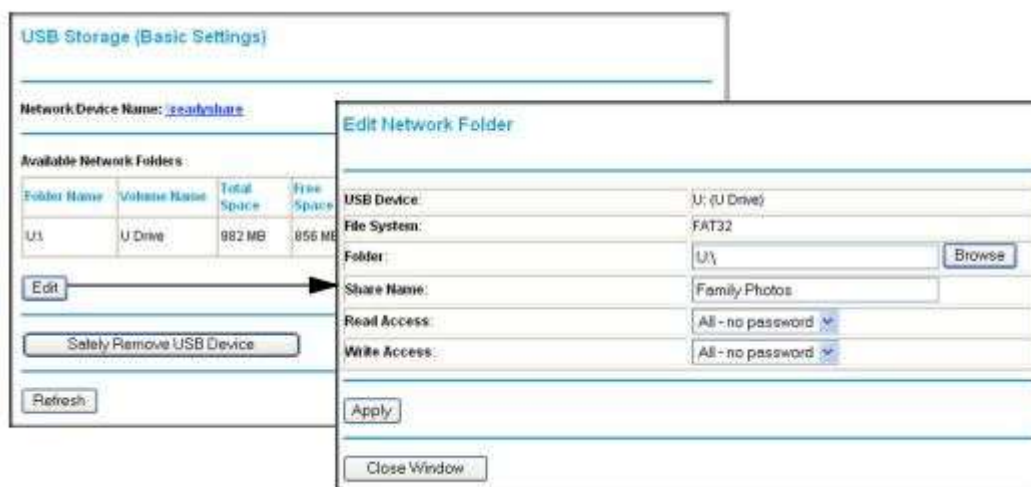 USB Storage (Basic Settings)
Network Device Name: \readyshare
Available Network Folders
Folder Name Volume Name Total Space Free Space
U:\ U Drive 982 MB 856 MB
Edit
Safely Remove USB Device
Refresh
Edit Network Folder
USB Device: U: (U Drive)
File System: FAT32
Folder: U:\ Browse
Share Name: Family Photos
Read Access: All - no password
Write Access: All - no password
Apply
Close Window